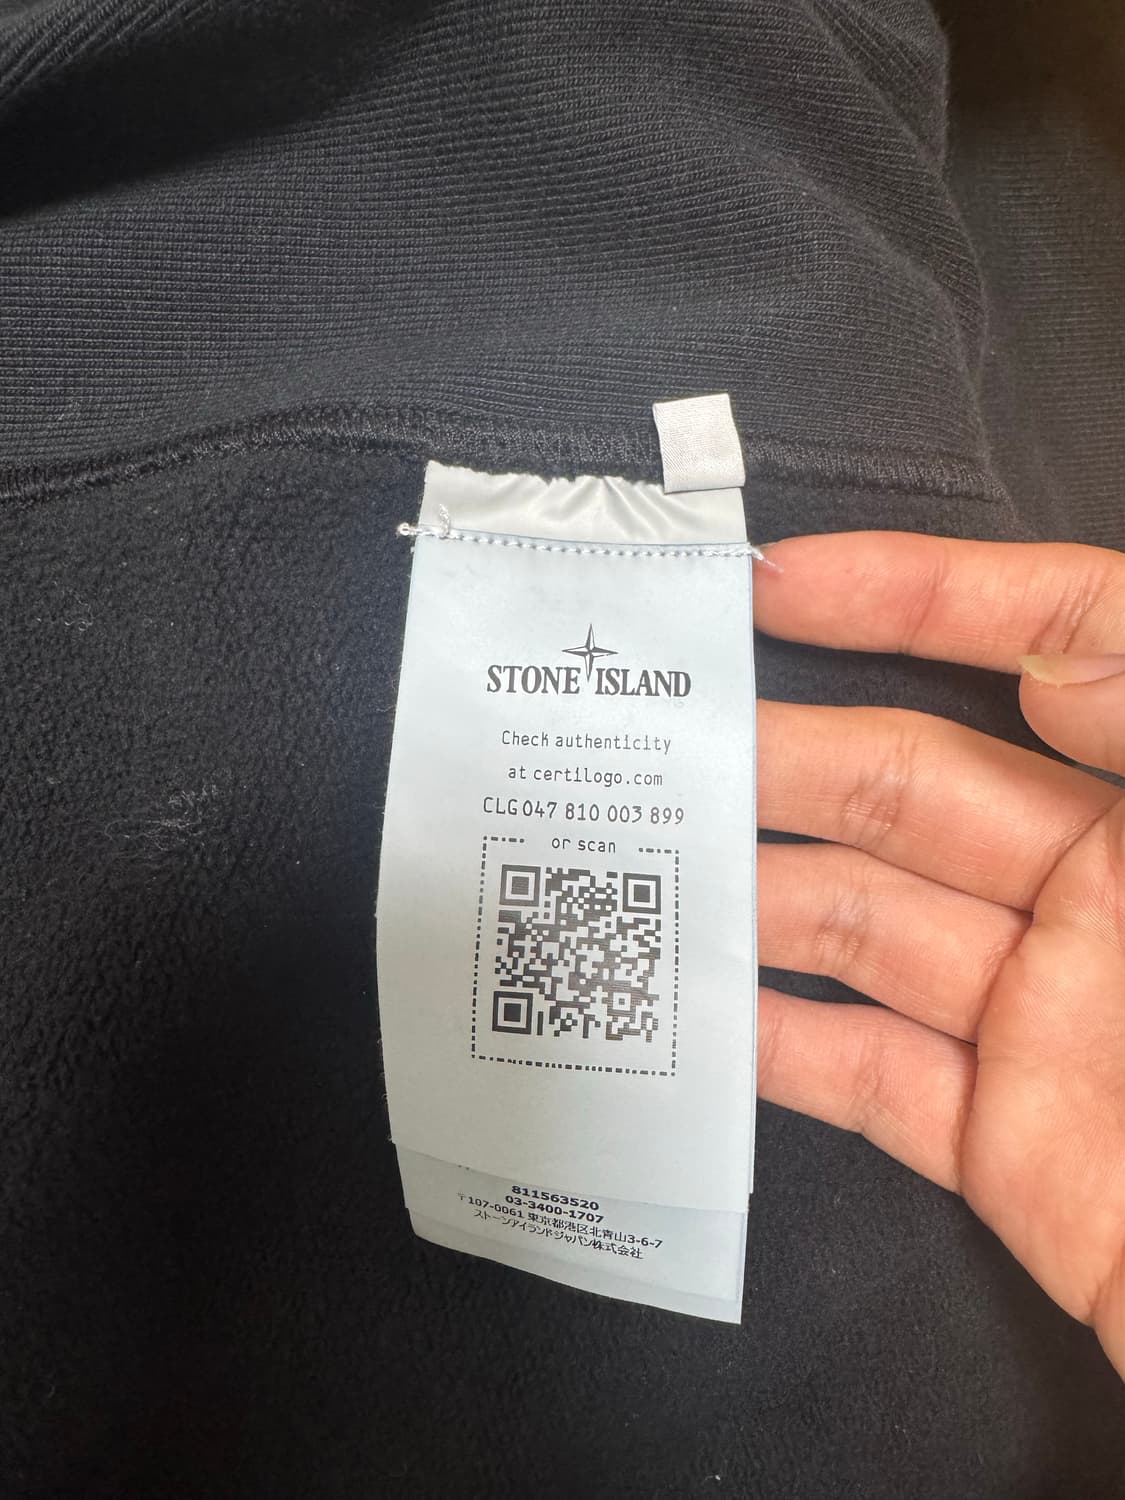 STONE ISLAND
Check authenticity
at certilogo.com
CLG 047 810 003 899
or scan
811563520
03-3400-1707
〒107-0061 東京都港区北青山3-6-7
ストーンアイランドジャパン株式会社